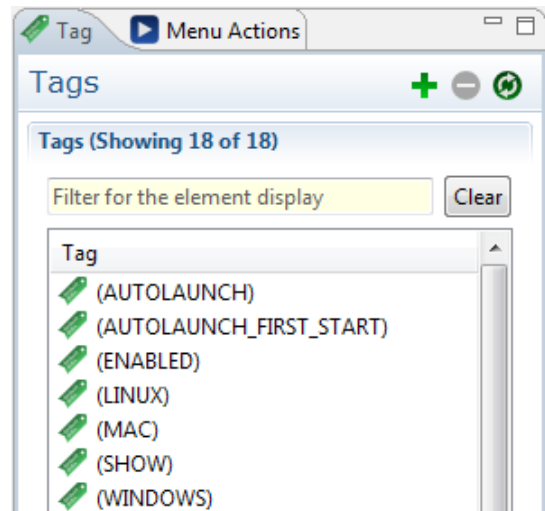 Tag Menu Actions
Tags
Tags (Showing 18 of 18)
Filter for the element display Clear
Tag
(AUTOLAUNCH)
(AUTOLAUNCH_FIRST_START)
(ENABLED)
(LINUX)
(MAC)
(SHOW)
(WINDOWS)